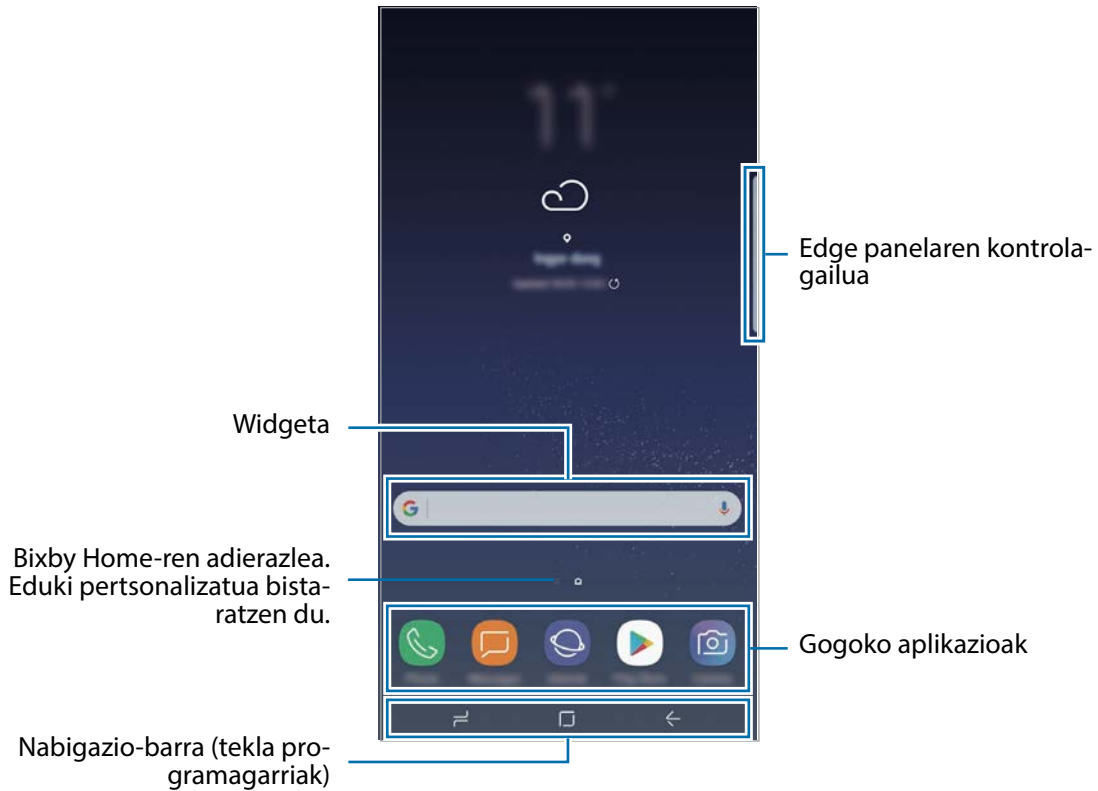 11
Edge panelaren kontrola-
gailua
Widgeta
Bixby Home-ren adierazlea.
Eduki pertsonalizatua bista-
ratzen du.
Gogoko aplikazioak
Nabigazio-barra (tekla pro-
gramagarriak)